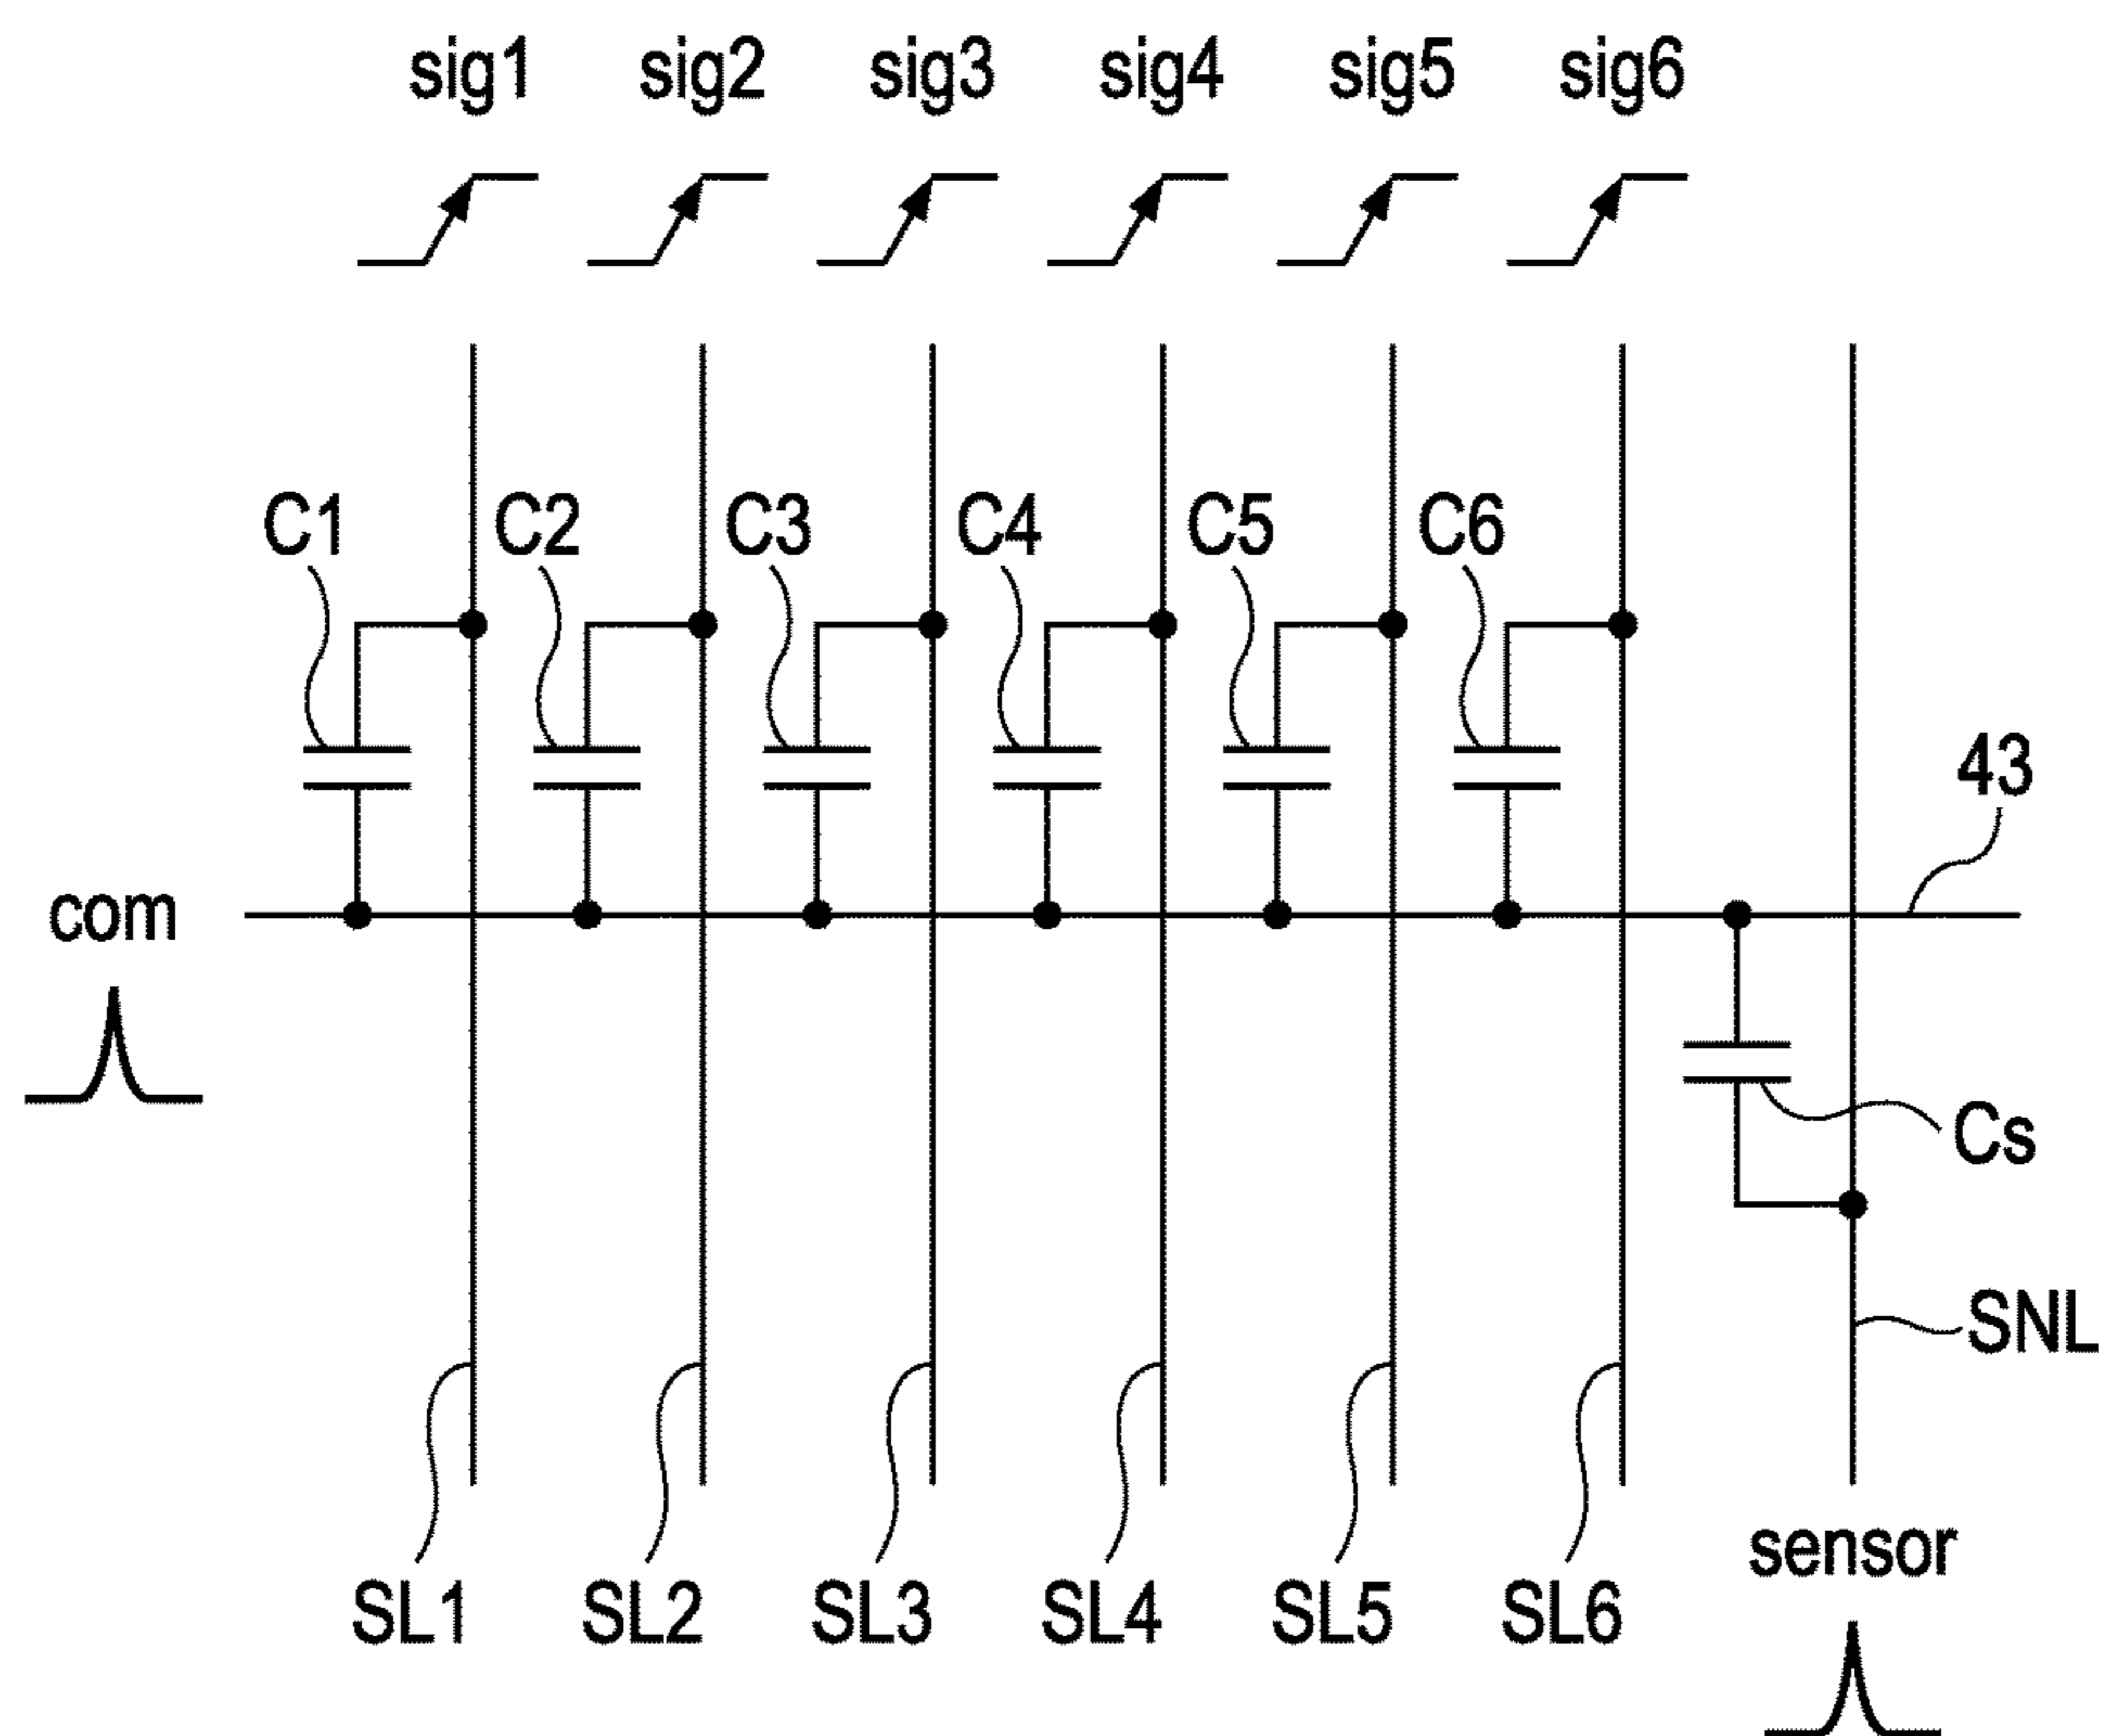 sig1 sig2 sig3 sig4 sig5 sig6
C1 C2 C3 C4 C5 C6
43
com
Cs
SNL
sensor
SL1 SL2 SL3 SL4 SL5 SL6